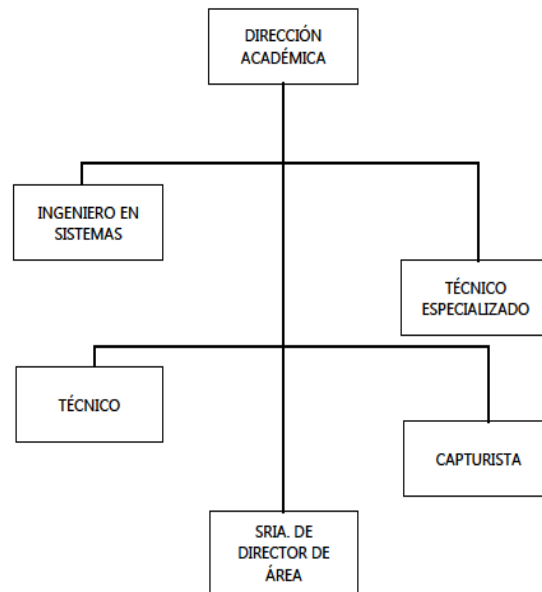 DIRECCIÓN
ACADÉMICA
INGENIERO EN
SISTEMAS
TÉCNICO
ESPECIALIZADO
TÉCNICO
CAPTURISTA
SRIA. DE
DIRECTOR DE
ÁREA